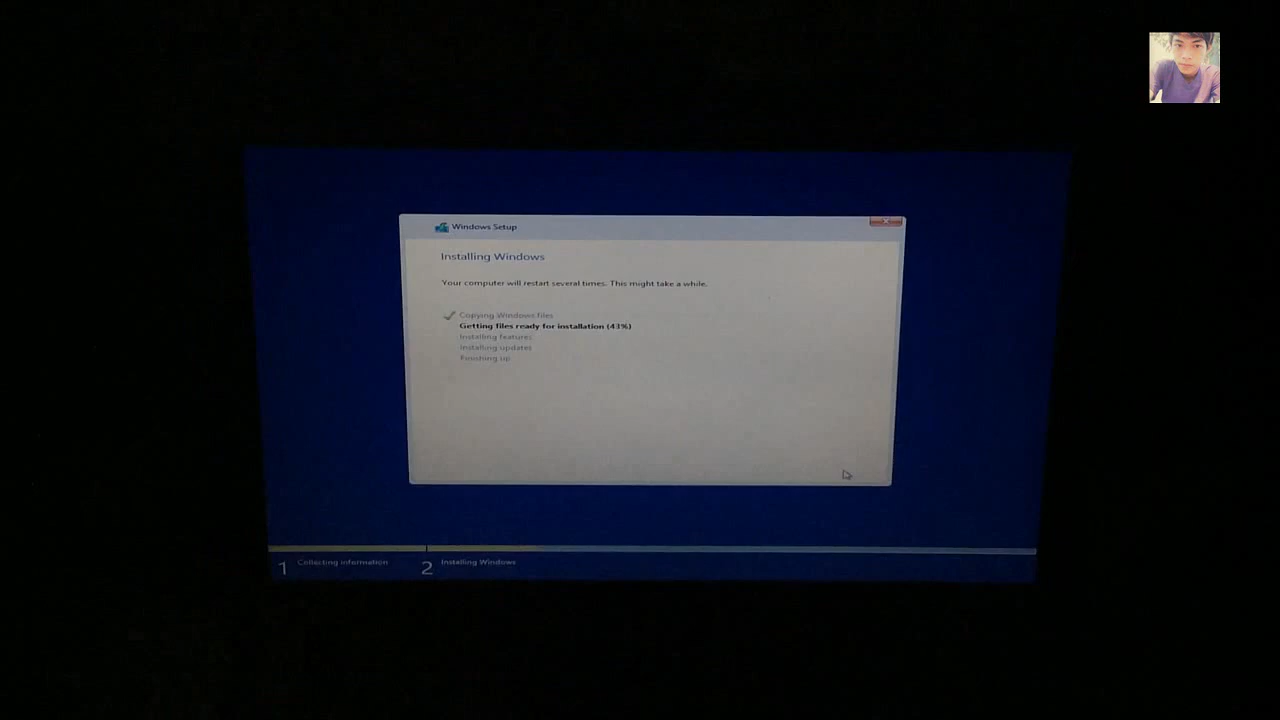 Windows Setup
Installing Windows
Your computer will restart several times. This might take a while.
Copying Windows files
Getting files ready for installation (43%)
Installing features
Installing updates
Finishing up
1 Collecting information
2 Installing Windows